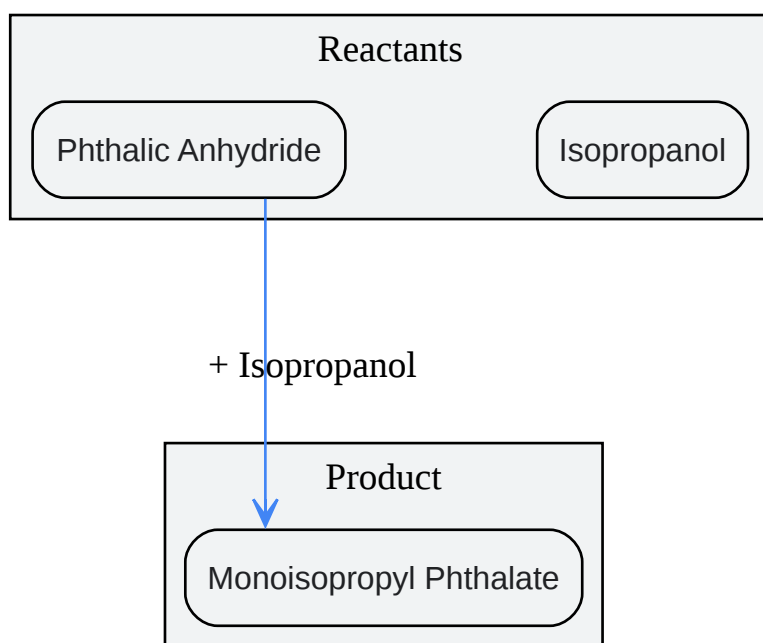 Reactants
Phthalic Anhydride
Isopropanol
+ Isopropanol
Product
Monoisopropyl Phthalate